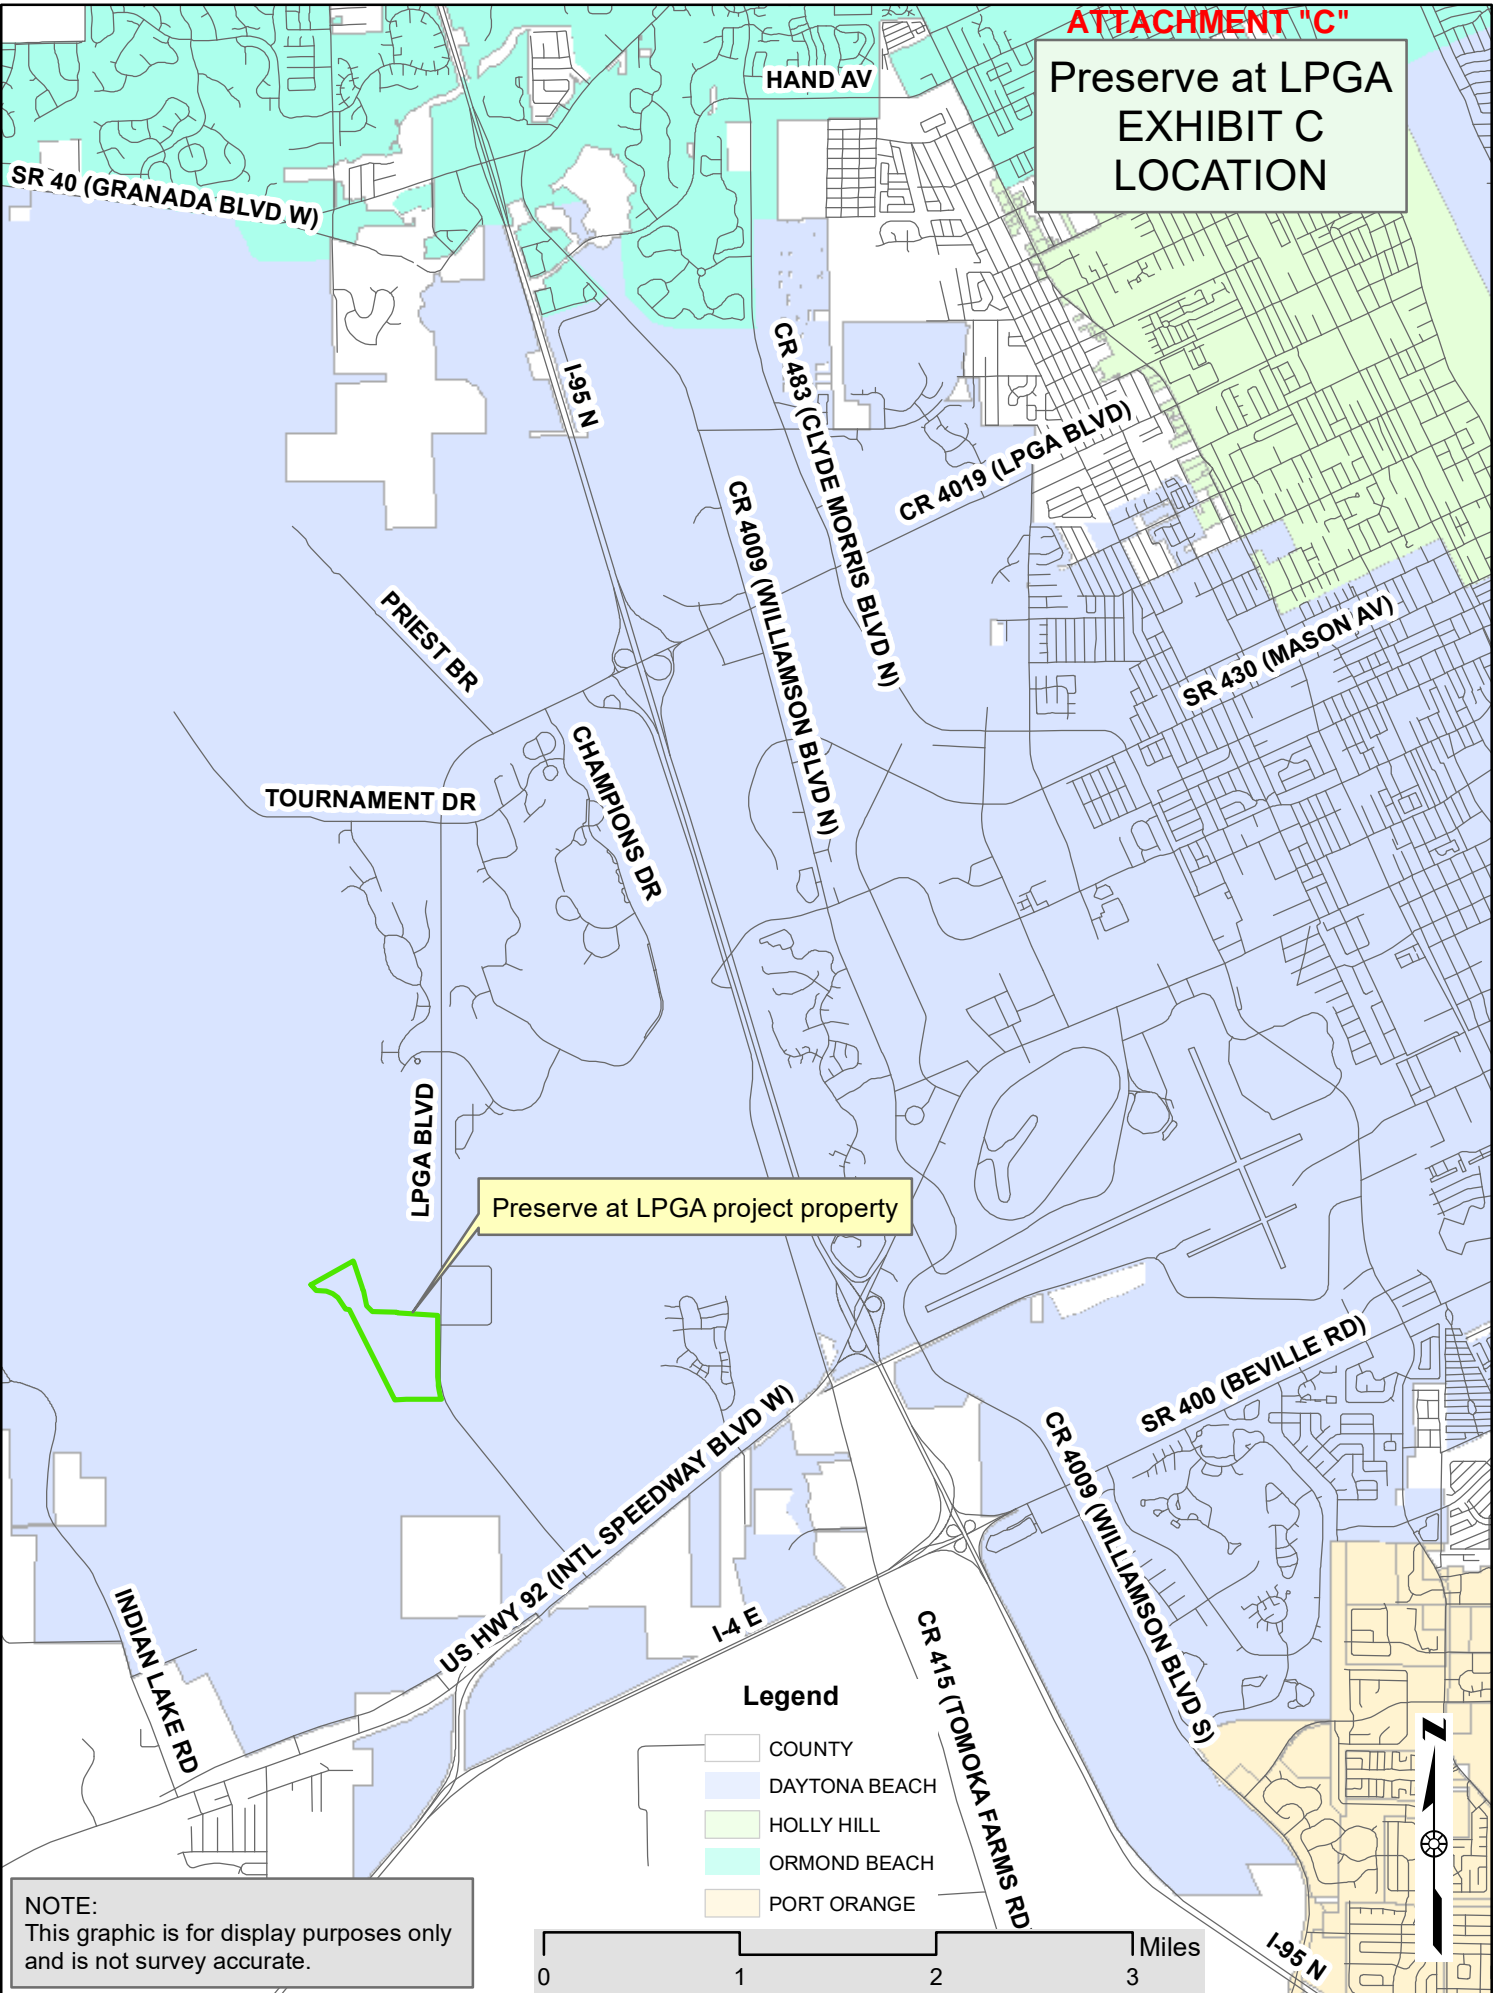 ATTACHMENT "C"
Preserve at LPGA
EXHIBIT C
LOCATION
HAND AV
SR 40 (GRANADA BLVD W)
I-95 N
CR 483 (CLYDE MORRIS BLVD N)
CR 4019 (LPGA BLVD)
CR 4009 (WILLIAMSON BLVD N)
PRIEST BR
SR 430 (MASON AV)
CHAMPIONS DR
TOURNAMENT DR
LPGA BLVD
Preserve at LPGA project property
SR 400 (BEVILLE RD)
US HWY 92 (INTL SPEEDWAY BLVD W)
CR 4009 (WILLIAMSON BLVD S)
INDIAN LAKE RD
I-4 E
CR 415 (TOMOKA FARMS RD)
Legend
COUNTY
DAYTONA BEACH
HOLLY HILL
ORMOND BEACH
PORT ORANGE
N
NOTE:
This graphic is for display purposes only
and is not survey accurate.
Miles
0 1 2 3
I-95 N